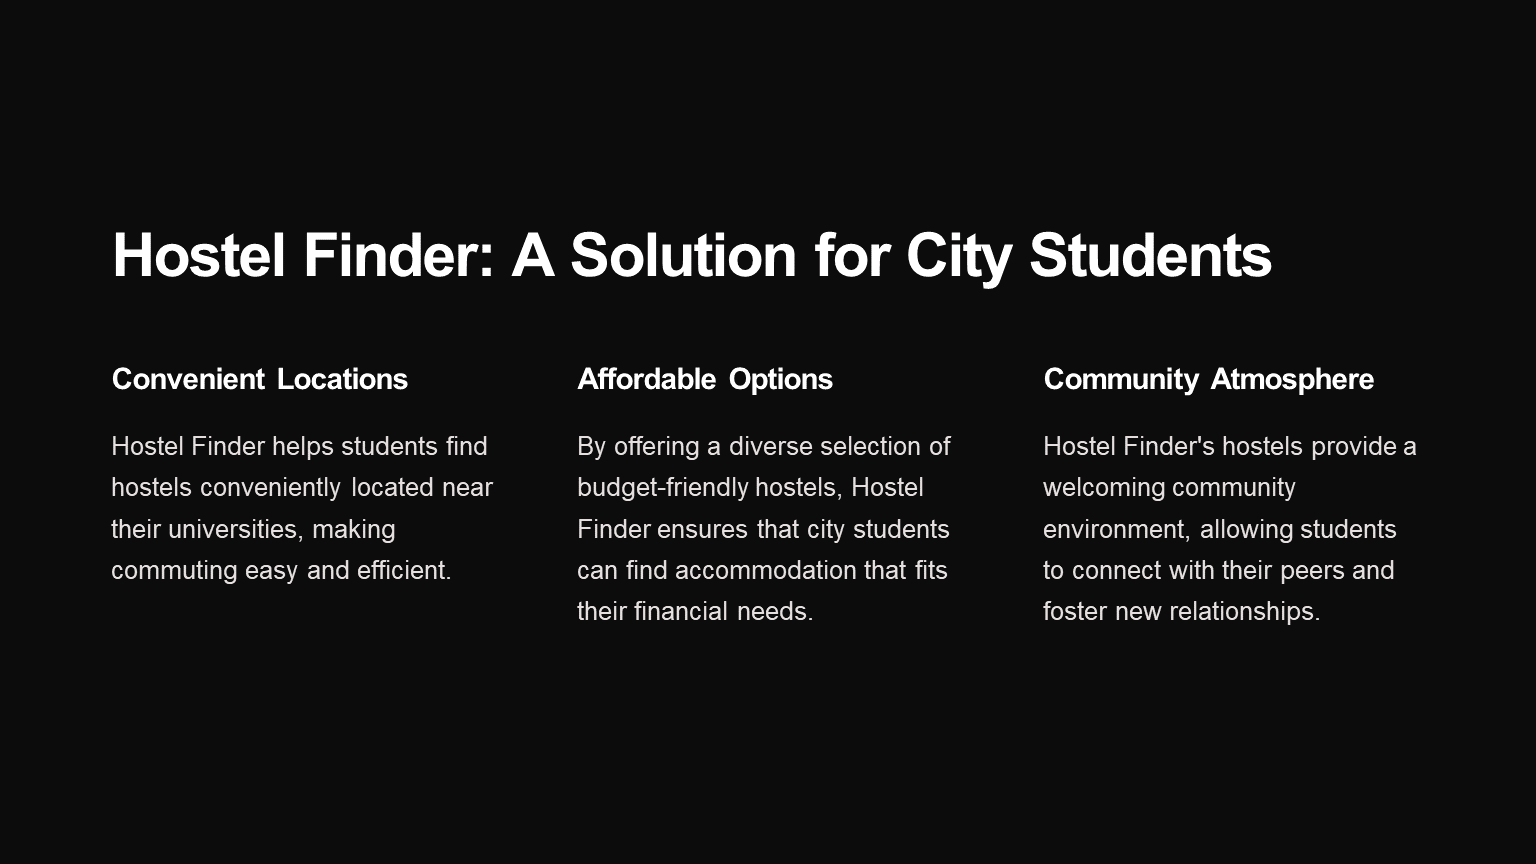 Hostel Finder: A Solution for City Students
Convenient Locations
Hostel Finder helps students find
hostels conveniently located near
their universities, making
commuting easy and efficient.
Affordable Options
By offering a diverse selection of
budget-friendly hostels, Hostel
Finder ensures that city students
can find accommodation that fits
their financial needs.
Community Atmosphere
Hostel Finder's hostels provide a
welcoming community
environment, allowing students
to connect with their peers and
foster new relationships.